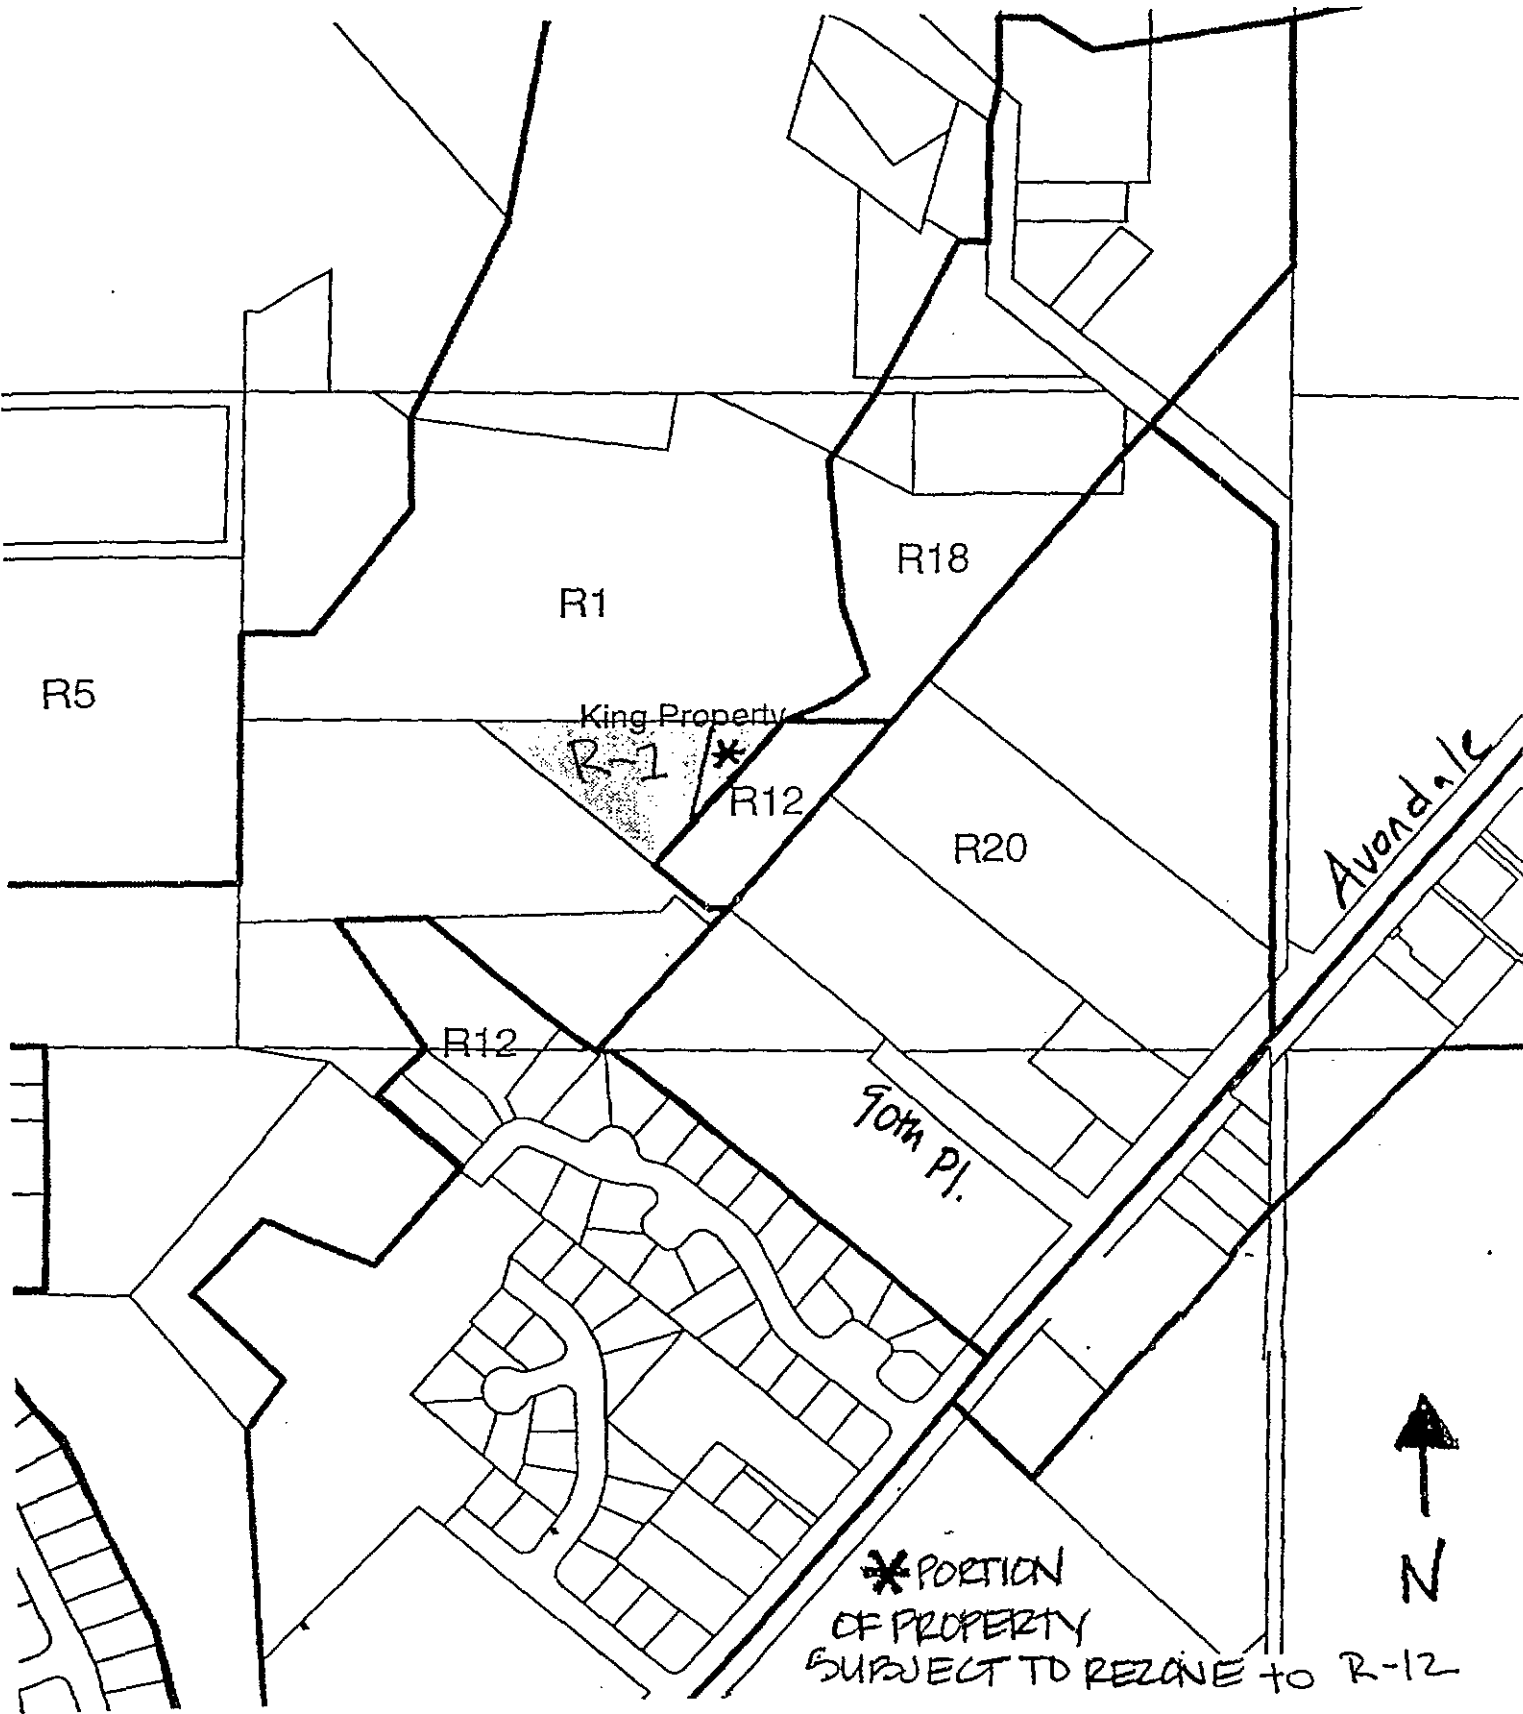 R18
R1
R5
King Property
R-1
*
R12
R20
Avondale
R12
90th Pl.
* PORTION
OF PROPERTY
SUBJECT TO REZONE to R-12
N